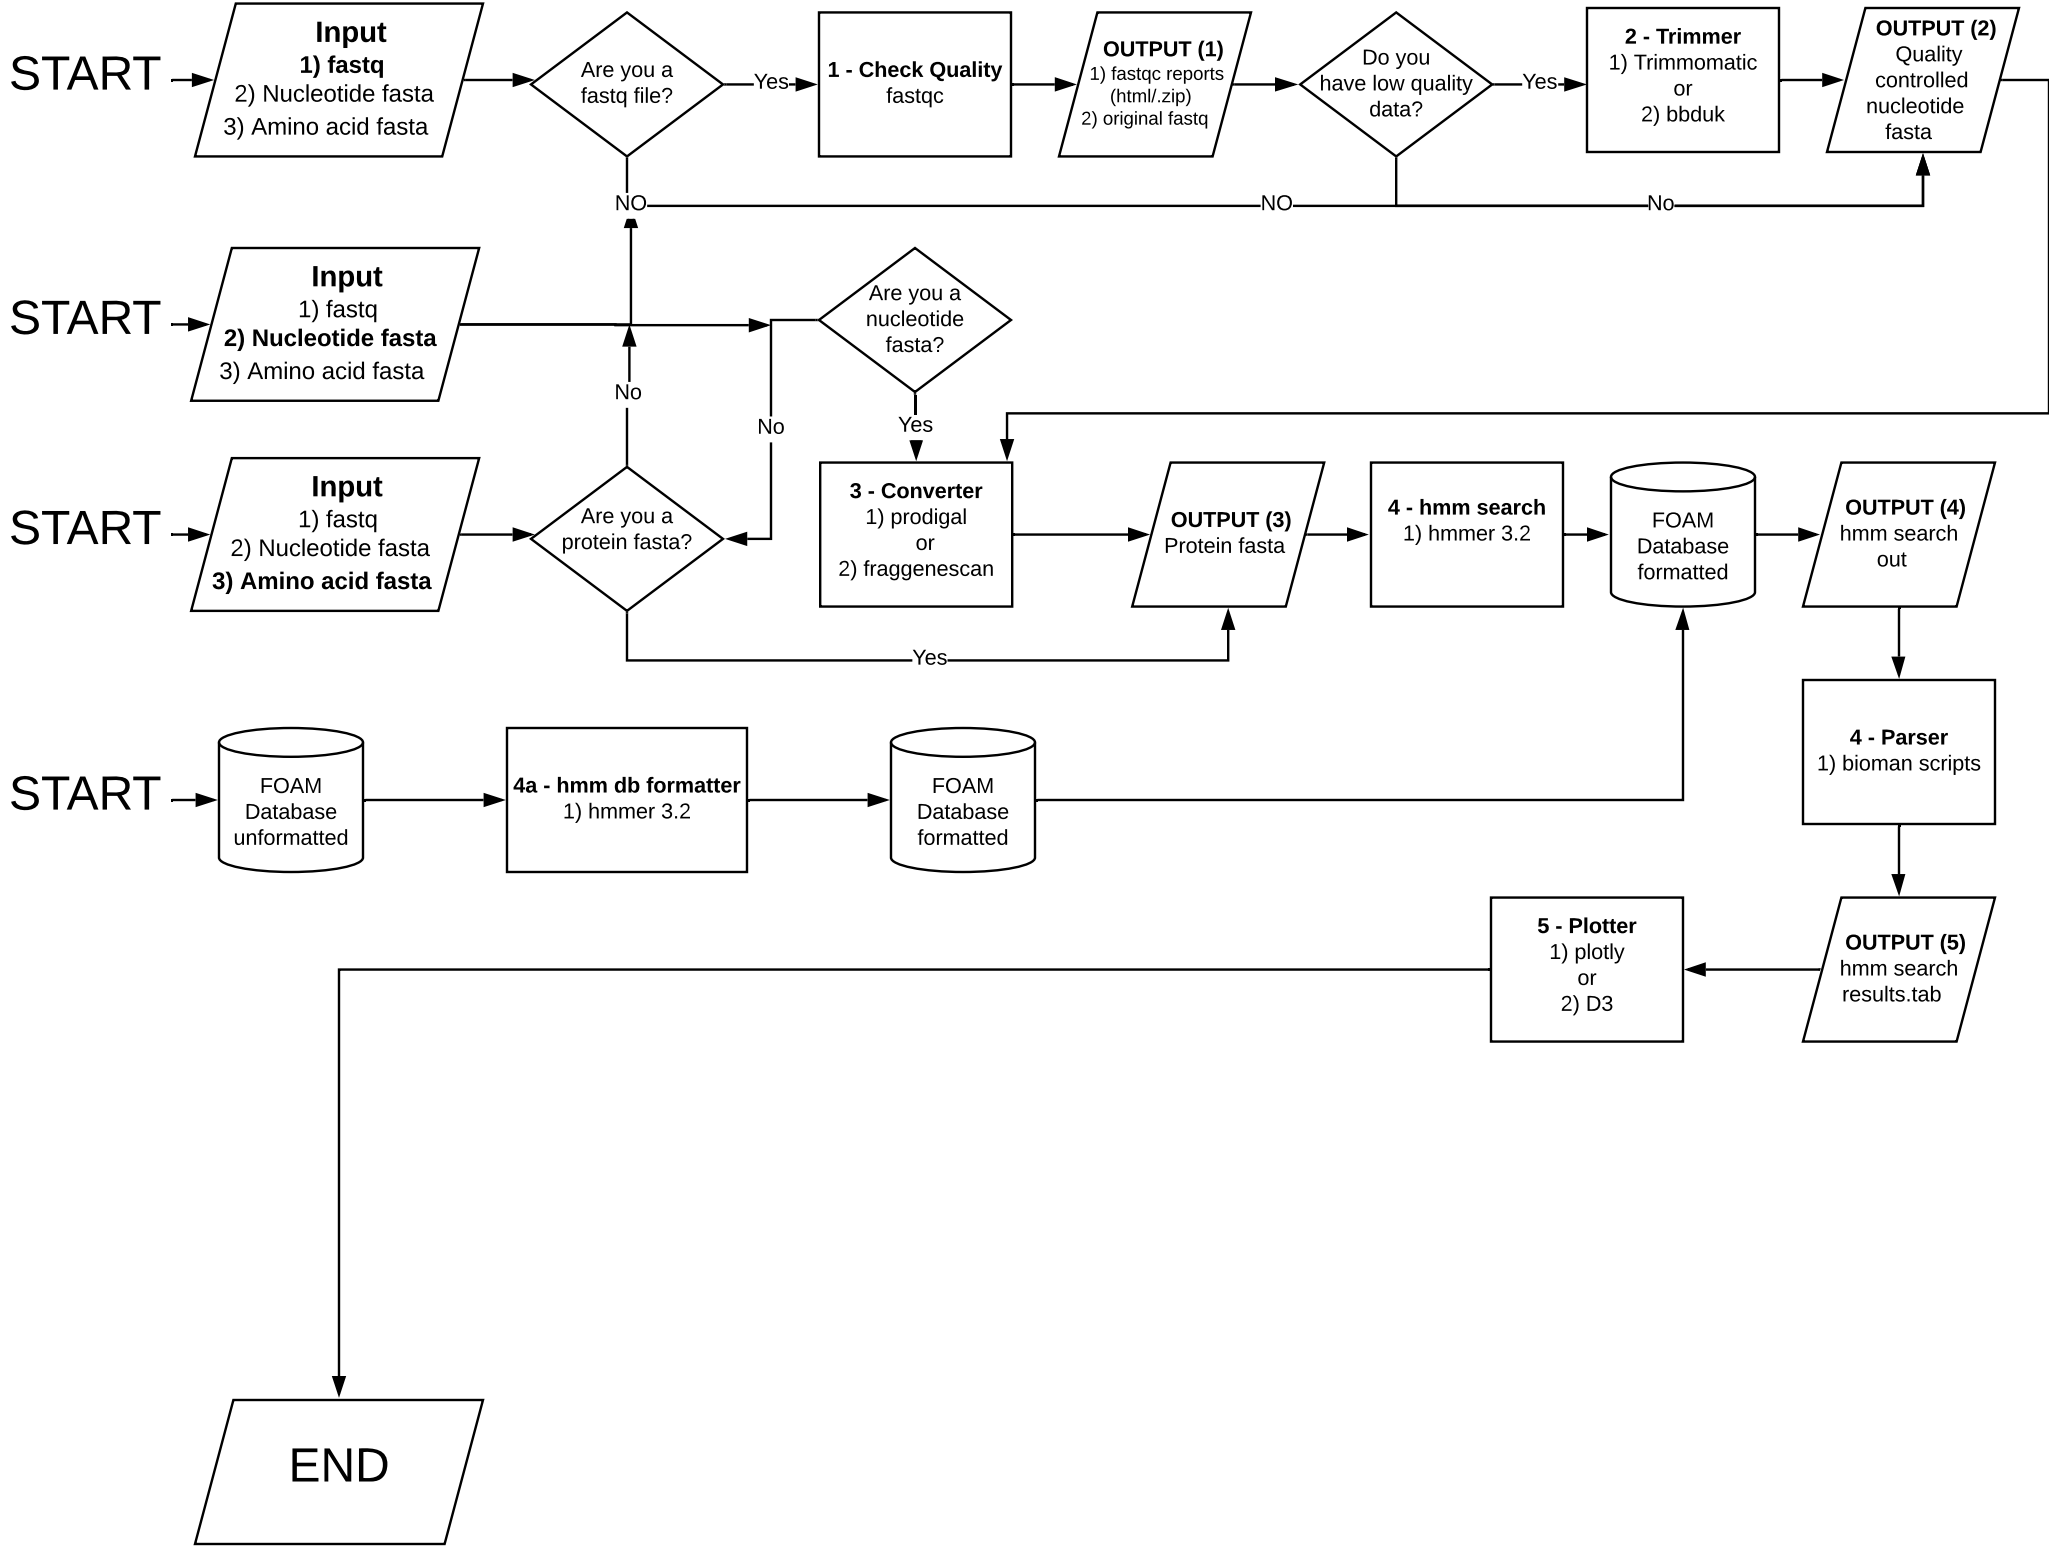 START
Input
1) fastq
2) Nucleotide fasta
3) Amino acid fasta
Are you a
fastq file?
Yes
1 - Check Quality
fastqc
OUTPUT (1)
1) fastqc reports
(html/.zip)
2) original fastq
Do you
have low quality
data?
Yes
2 - Trimmer
1) Trimmomatic
or
2) bbduk
OUTPUT (2)
Quality
controlled
nucleotide
fasta
NO
NO
No
START
Input
1) fastq
2) Nucleotide fasta
3) Amino acid fasta
Are you a
nucleotide
fasta?
No
No
Yes
START
Input
1) fastq
2) Nucleotide fasta
3) Amino acid fasta
Are you a
protein fasta?
3 - Converter
1) prodigal
or
2) fraggenescan
OUTPUT (3)
Protein fasta
4 - hmm search
1) hmmer 3.2
FOAM
Database
formatted
OUTPUT (4)
hmm search
out
Yes
4 - Parser
1) bioman scripts
START
FOAM
Database
unformatted
4a - hmm db formatter
1) hmmer 3.2
FOAM
Database
formatted
5 - Plotter
1) plotly
or
2) D3
OUTPUT (5)
hmm search
results.tab
END